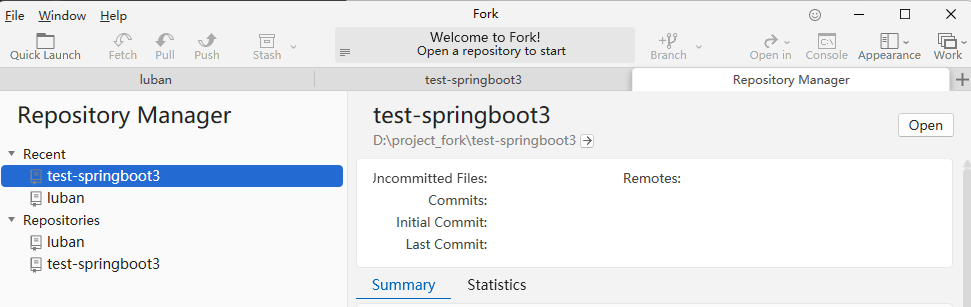 Fork
File Window Help
Quick Launch Fetch Pull Push Stash
Welcome to Fork!
Open a repository to start
Branch Open in Console Appearance Work
luban test-springboot3 Repository Manager
Repository Manager
Recent
test-springboot3
luban
Repositories
luban
test-springboot3
test-springboot3
D:\project_fork\test-springboot3
Open
Uncommitted Files: Remotes:
Commits:
Initial Commit:
Last Commit:
Summary Statistics